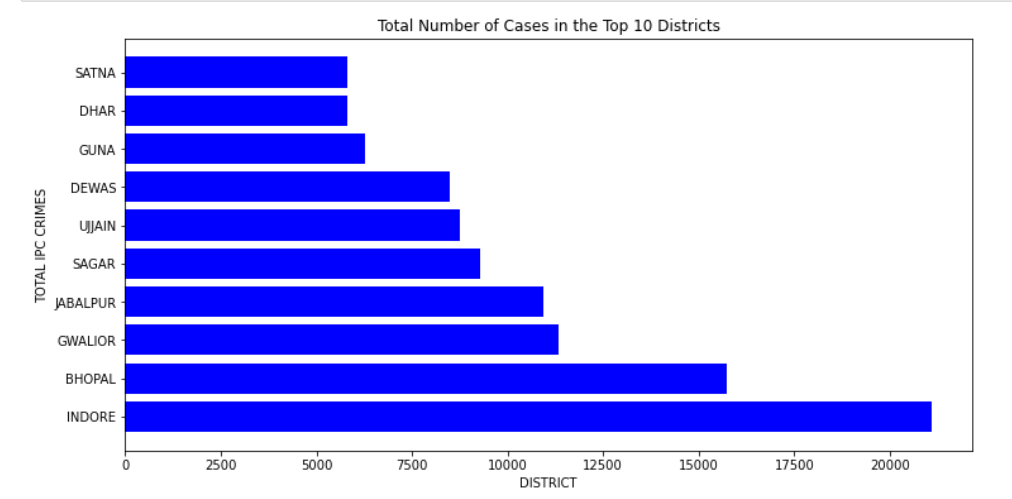 Total Number of Cases in the Top 10 Districts
SATNA
DHAR
GUNA
DEWAS
UJJAIN
SAGAR
JABALPUR
GWALIOR
BHOPAL
INDORE
TOTAL IPC CRIMES
0 2500 5000 7500 10000 12500 15000 17500 20000
DISTRICT